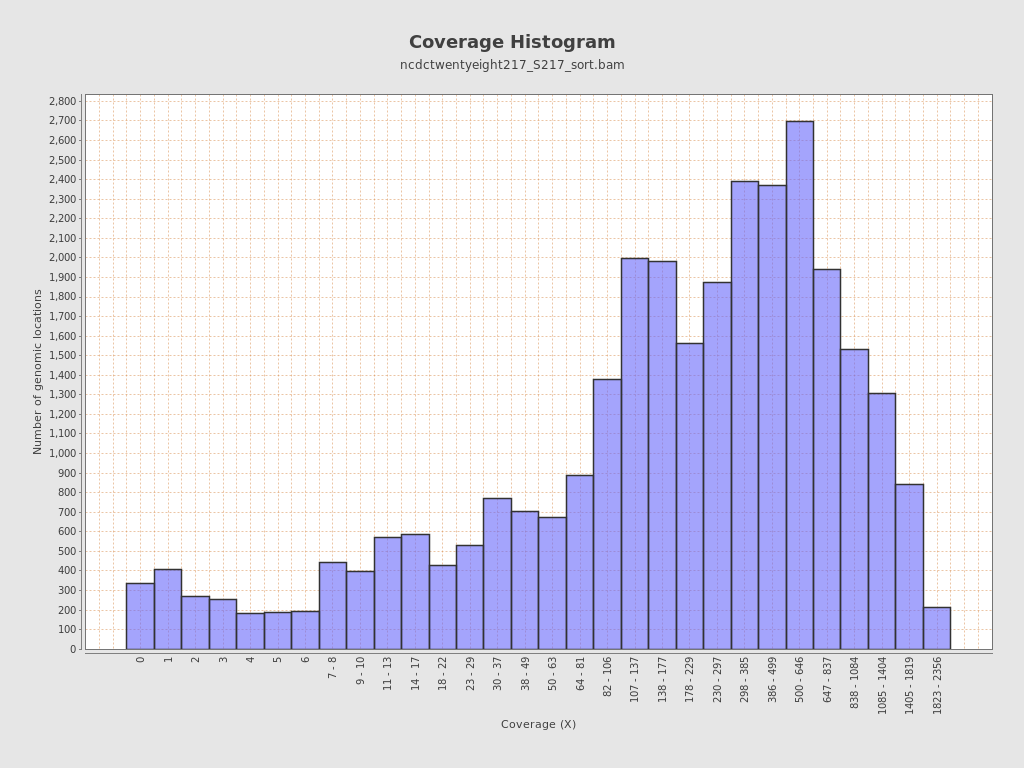 Coverage Histogram
ncdctwentyeight217_S217_sort.bam
Number of genomic locations
2,800
2,700
2,600
2,500
2,400
2,300
2,200
2,100
2,000
1,900
1,800
1,700
1,600
1,500
1,400
1,300
1,200
1,100
1,000
900
800
700
600
500
400
300
200
100
0
0
1
2
3
4
5
6
7 - 8
9 - 10
11 - 13
14 - 17
18 - 22
23 - 29
30 - 37
38 - 49
50 - 63
64 - 81
82 - 106
107 - 137
138 - 177
178 - 229
230 - 297
298 - 385
386 - 499
500 - 646
647 - 837
838 - 1084
1085 - 1404
1405 - 1819
1823 - 2356
Coverage (X)